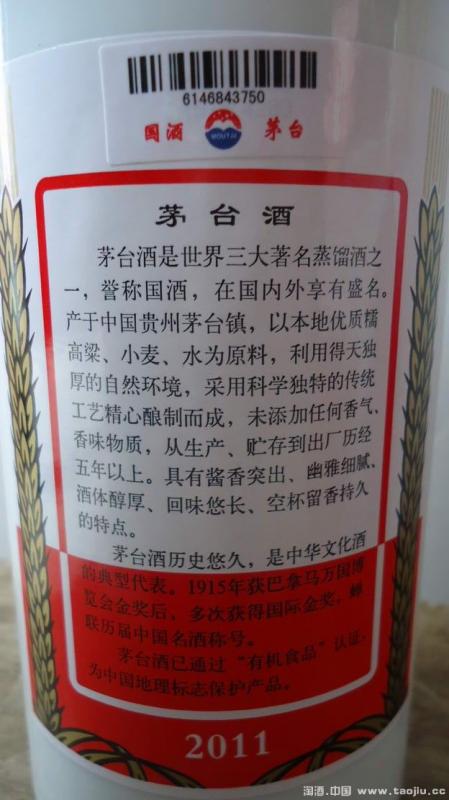 6146843750
国酒 MOUTAI 茅台
茅台酒
茅台酒是世界三大著名蒸馏酒之
一，誉称国酒，在国内外享有盛名。
产于中国贵州茅台镇，以本地优质糯
高粱、小麦、水为原料，利用得天独
厚的自然环境，采用科学独特的传统
工艺精心酿制而成，未添加任何香气、
香味物质，从生产、贮存到出厂历经
五年以上。具有酱香突出、幽雅细腻、
酒体醇厚、回味悠长、空杯留香持久
的特点。
茅台酒历史悠久，是中华文化酒
的典型代表。1915年获巴拿马万国博
览会金奖后，多次获得国际金奖，蝉
联历届中国名酒称号。
茅台酒已通过“有机食品”认证，
为中国地理标志保护产品。
2011
淘酒.中国 www.taojiu.cc